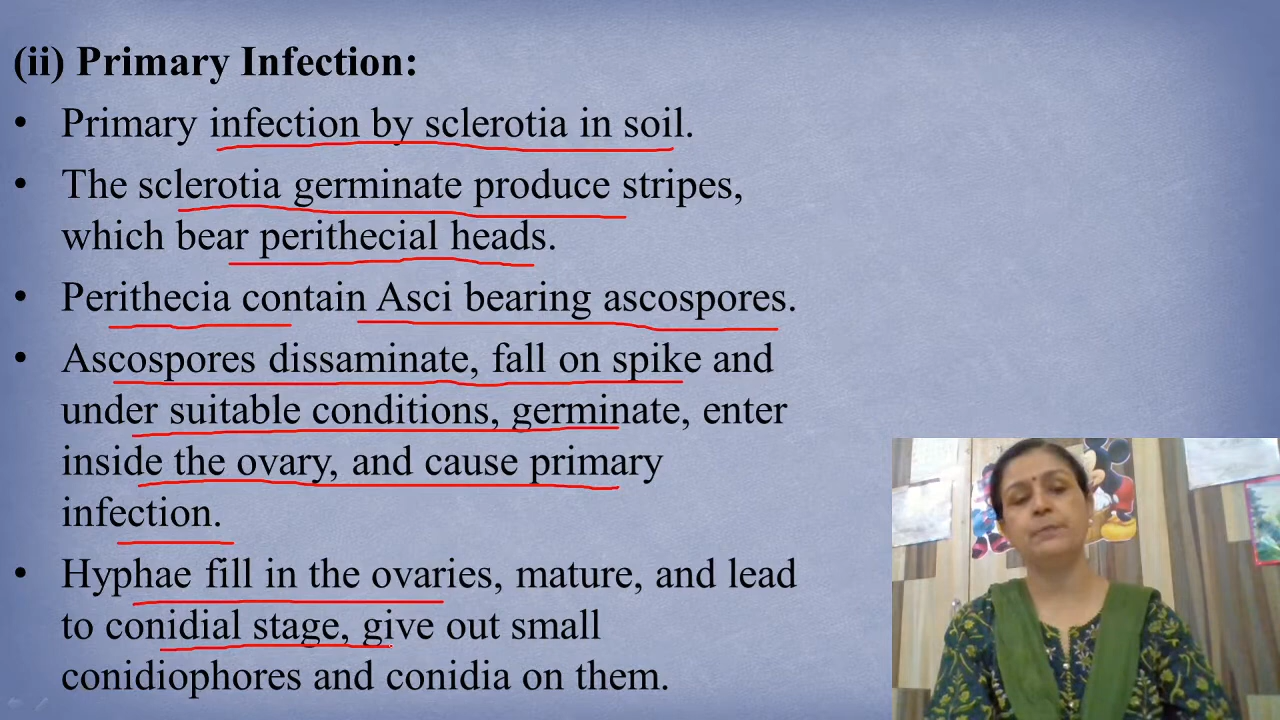 (ii) Primary Infection:
• Primary infection by sclerotia in soil.
• The sclerotia germinate produce stripes,
which bear perithecial heads.
• Perithecia contain Asci bearing ascospores.
• Ascospores dissaminate, fall on spike and
under suitable conditions, germinate, enter
inside the ovary, and cause primary
infection.
• Hyphae fill in the ovaries, mature, and lead
to conidial stage, give out small
conidiophores and conidia on them.